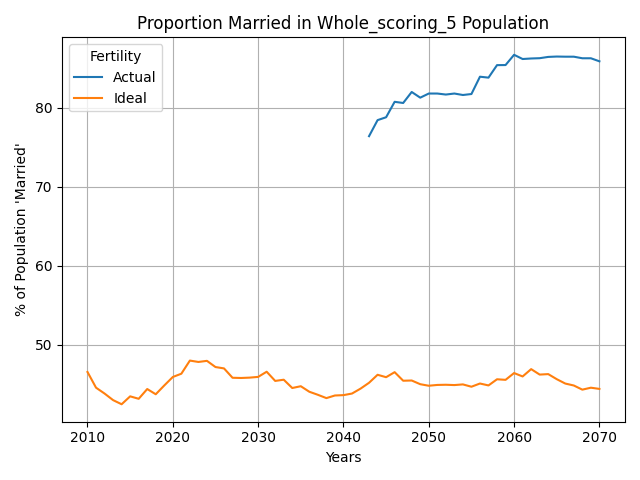 Proportion Married in Whole_scoring_5 Population
Fertility
Actual
Ideal
% of Population 'Married'
80
70
60
50
2010 2020 2030 2040 2050 2060 2070
Years